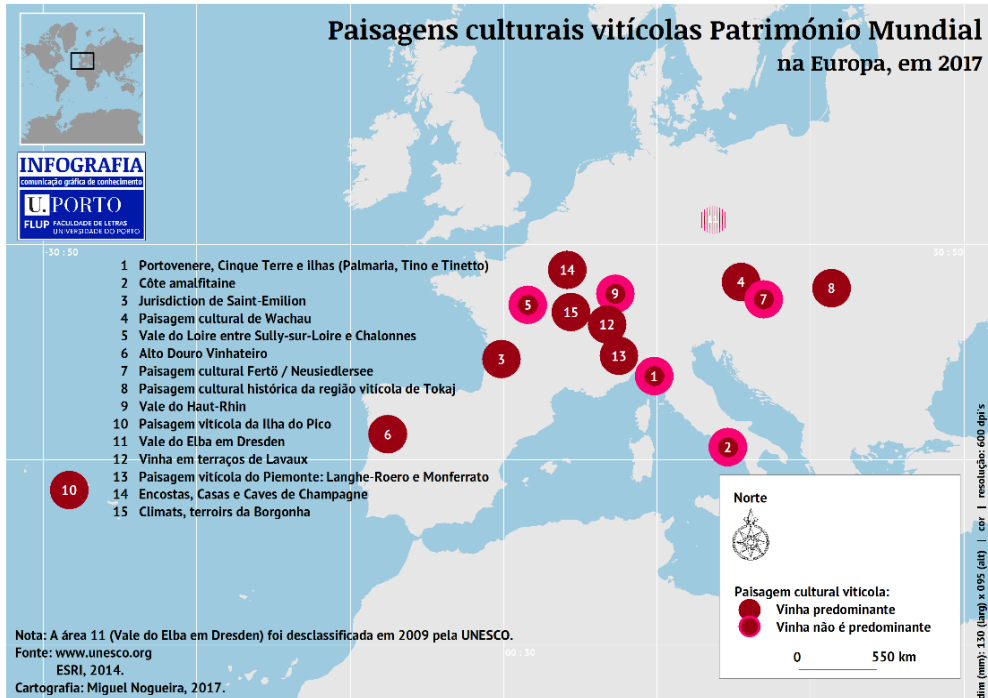 Paisagens culturais vitícolas Património Mundial
na Europa, em 2017
INFOGRAFIA
comunicação gráfica de conhecimento
U. PORTO
FLUP FACULDADE DE LETRAS
UNIVERSIDADE DO PORTO
-30 : 50
30 : 50
1 Portovenere, Cinque Terre e ilhas (Palmaria, Tino e Tinetto)
2 Côte amalfitaine
3 Jurisdiction de Saint-Emilion
4 Paisagem cultural de Wachau
5 Vale do Loire entre Sully-sur-Loire e Chalonnes
6 Alto Douro Vinhateiro
7 Paisagem cultural Fertö / Neusiedlersee
8 Paisagem cultural histórica da região vitícola de Tokaj
9 Vale do Haut-Rhin
10 Paisagem vitícola da Ilha do Pico
11 Vale do Elba em Dresden
12 Vinha em terraços de Lavaux
13 Paisagem vitícola do Piemonte: Langhe-Roero e Monferrato
14 Encostas, Casas e Caves de Champagne
15 Climats, terroirs da Borgonha
14
4
8
5
9
7
15
12
3
13
1
6
2
10
Norte
Paisagem cultural vitícola:
Vinha predominante
Vinha não é predominante
0 550 km
00 : 30
Nota: A área 11 (Vale do Elba em Dresden) foi desclassificada em 2009 pela UNESCO.
Fonte: www.unesco.org
ESRI, 2014.
Cartografia: Miguel Nogueira, 2017.
dim (mm): 130 (larg) x 095 (alt) | cor | resolução: 600 dpi's